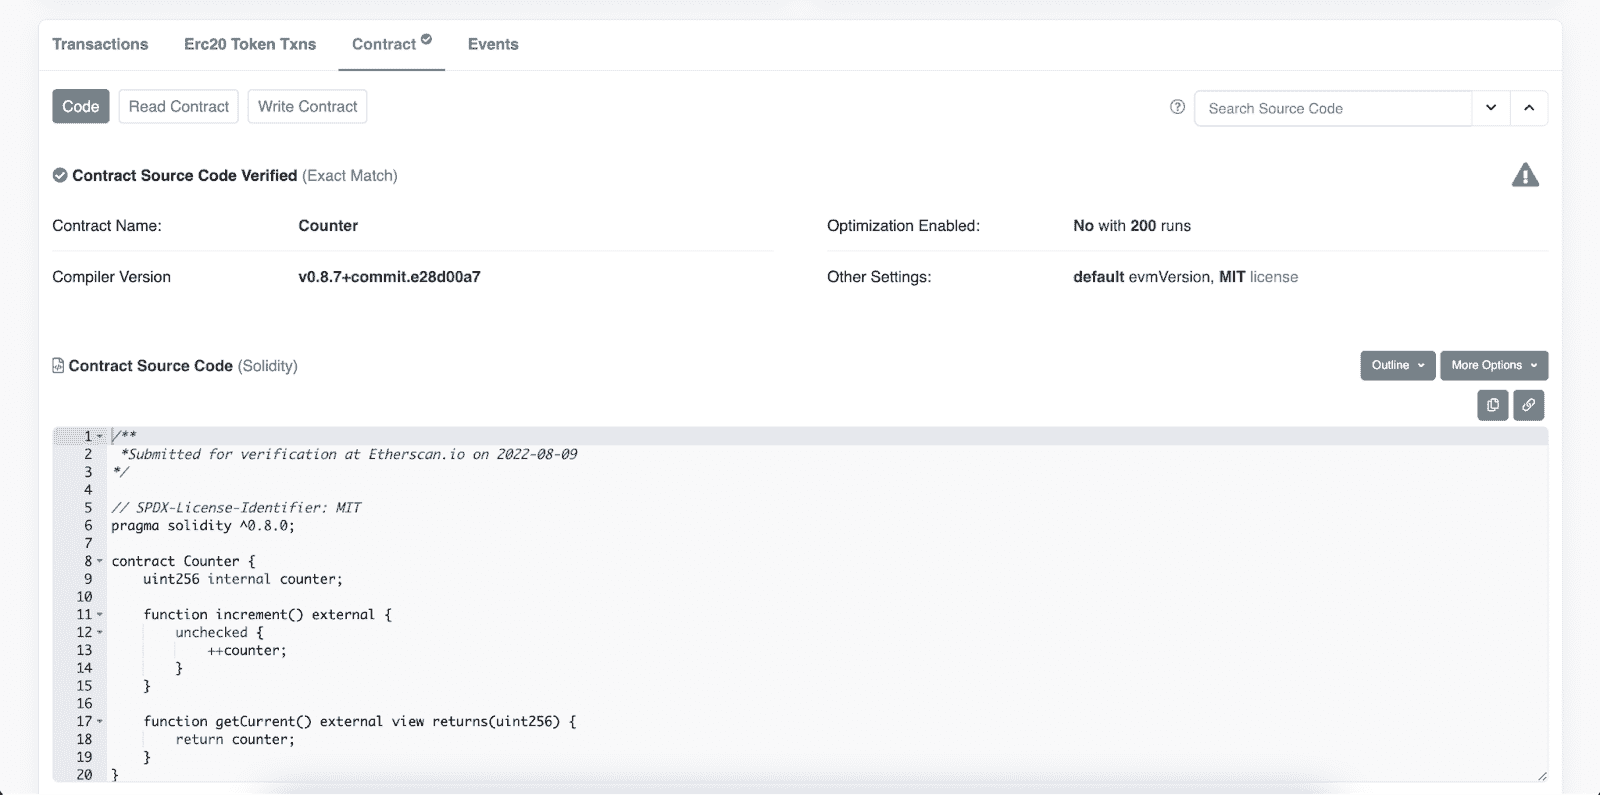 Transactions Erc20 Token Txns Contract Events
Code Read Contract Write Contract Search Source Code
Contract Source Code Verified (Exact Match)
Contract Name: Counter Optimization Enabled: No with 200 runs
Compiler Version v0.8.7+commit.e28d00a7 Other Settings: default evmVersion, MIT license
Contract Source Code (Solidity) Outline More Options
1 /**
2 *Submitted for verification at Etherscan.io on 2022-08-09
3 */
4
5 // SPDX-License-Identifier: MIT
6 pragma solidity ^0.8.0;
7
8 contract Counter {
9 uint256 internal counter;
10
11 function increment() external {
12 unchecked {
13 ++counter;
14 }
15 }
16
17 function getCurrent() external view returns(uint256) {
18 return counter;
19 }
20 }